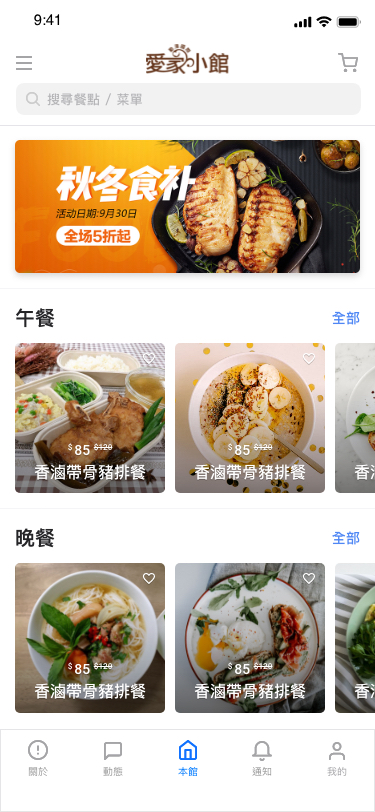 9:41
愛家小館
搜尋餐點 / 菜單
秋冬食补
活动日期:9月30日
全场5折起
午餐
全部
$85 $120
香滷帶骨豬排餐
$85 $120
香滷帶骨豬排餐
香
晚餐
全部
$85 $120
香滷帶骨豬排餐
$85 $120
香滷帶骨豬排餐
香
關於
動態
本館
通知
我的